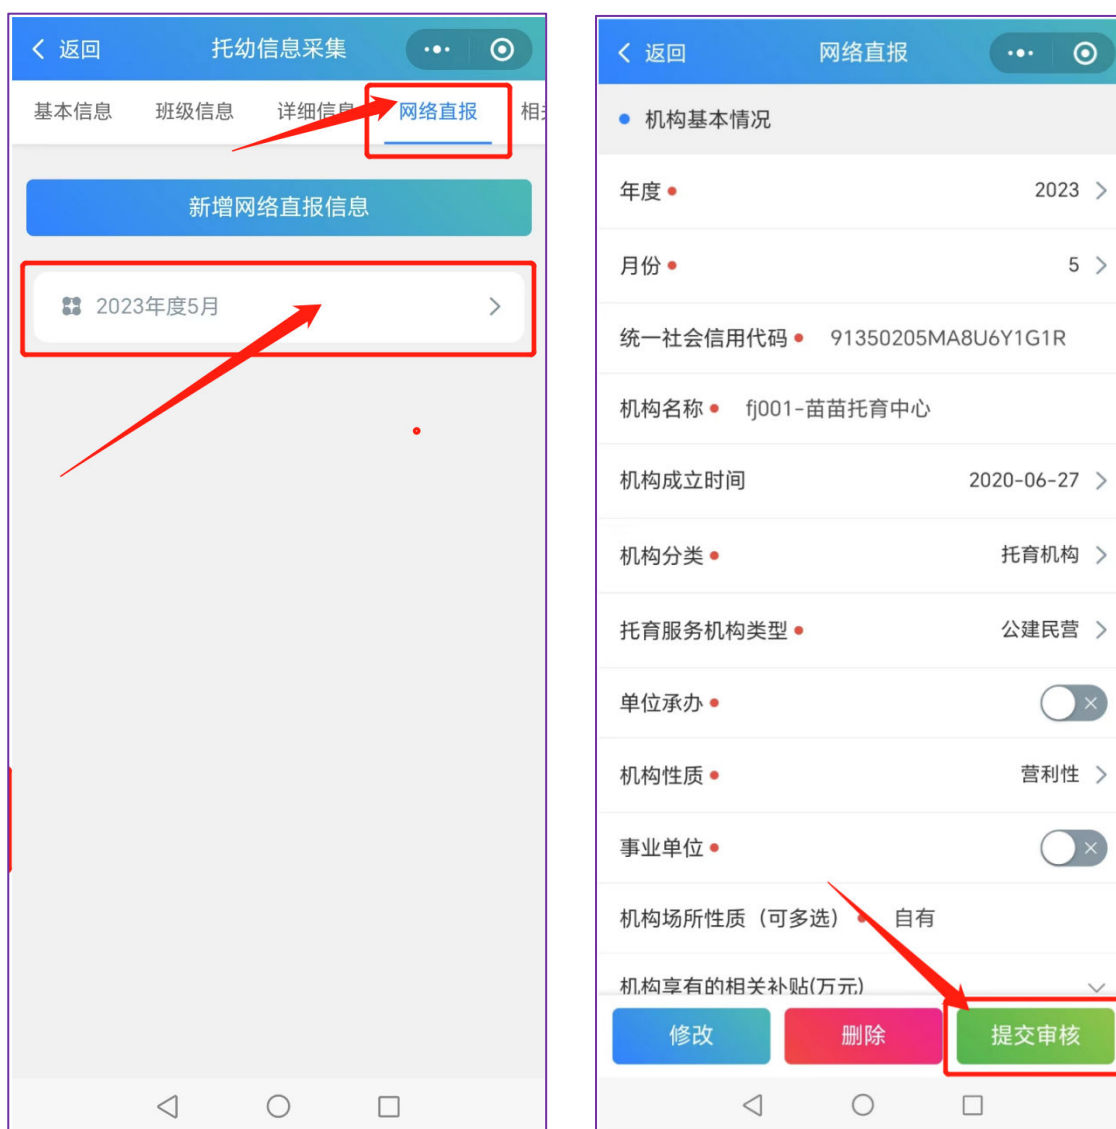 返回
托幼信息采集
基本信息
班级信息
详细信息
网络直报
新增网络直报信息
2023年度5月
返回
网络直报
机构基本情况
年度 2023
月份 5
统一社会信用代码 91350205MA8U6Y1G1R
机构名称 fj001-苗苗托育中心
机构成立时间 2020-06-27
机构分类 托育机构
托育服务机构类型 公建民营
单位承办
机构性质 营利性
事业单位
机构场所性质（可多选） 自有
机构享有的相关补贴(万元)
修改
删除
提交审核